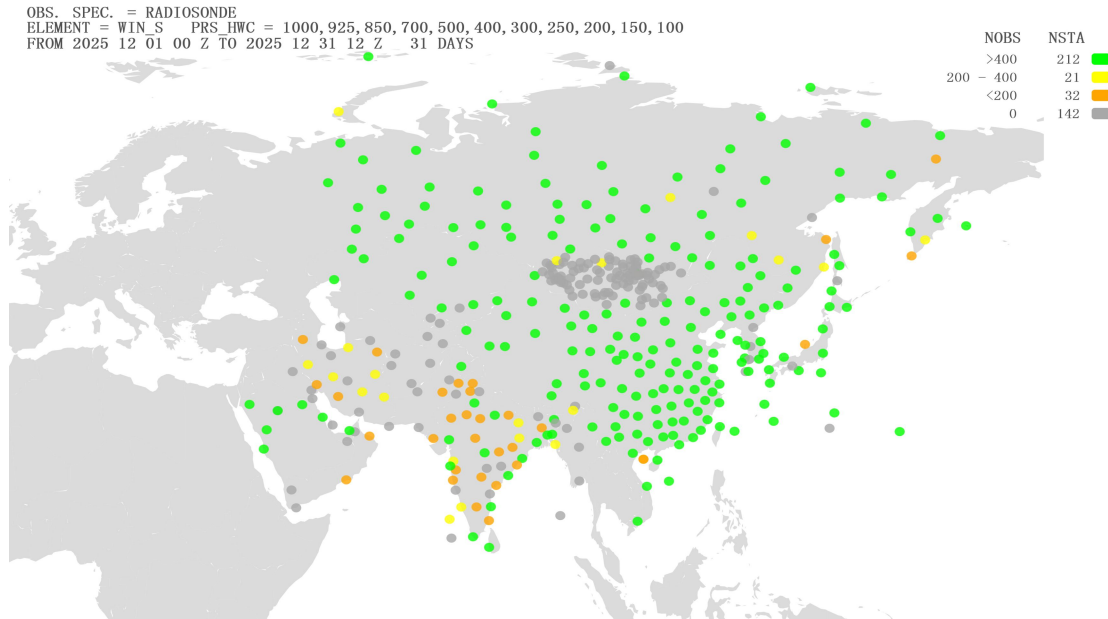 OBS. SPEC. = RADIOSONDE
ELEMENT = WIN_S PRS_HWC = 1000,925,850,700,500,400,300,250,200,150,100
FROM 2025 12 01 00 Z TO 2025 12 31 12 Z 31 DAYS
NOBS NSTA
>400 212
200 - 400 21
<200 32
0 142